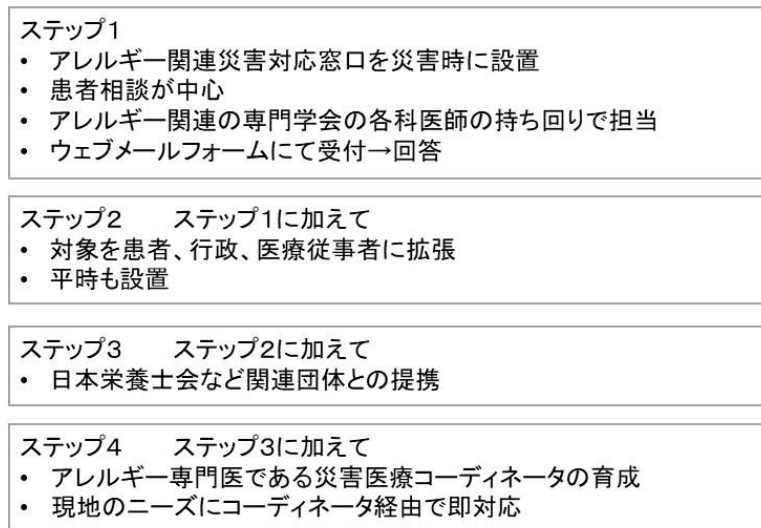 ステップ1
• アレルギー関連災害対応窓口を災害時に設置
• 患者相談が中心
• アレルギー関連の専門学会の各科医師の持ち回りで担当
• ウェブメールフォームにて受付→回答
ステップ2　　ステップ1に加えて
• 対象を患者、行政、医療従事者に拡張
• 平時も設置
ステップ3　　ステップ2に加えて
• 日本栄養士会など関連団体との提携
ステップ4　　ステップ3に加えて
• アレルギー専門医である災害医療コーディネータの育成
• 現地のニーズにコーディネータ経由で即対応